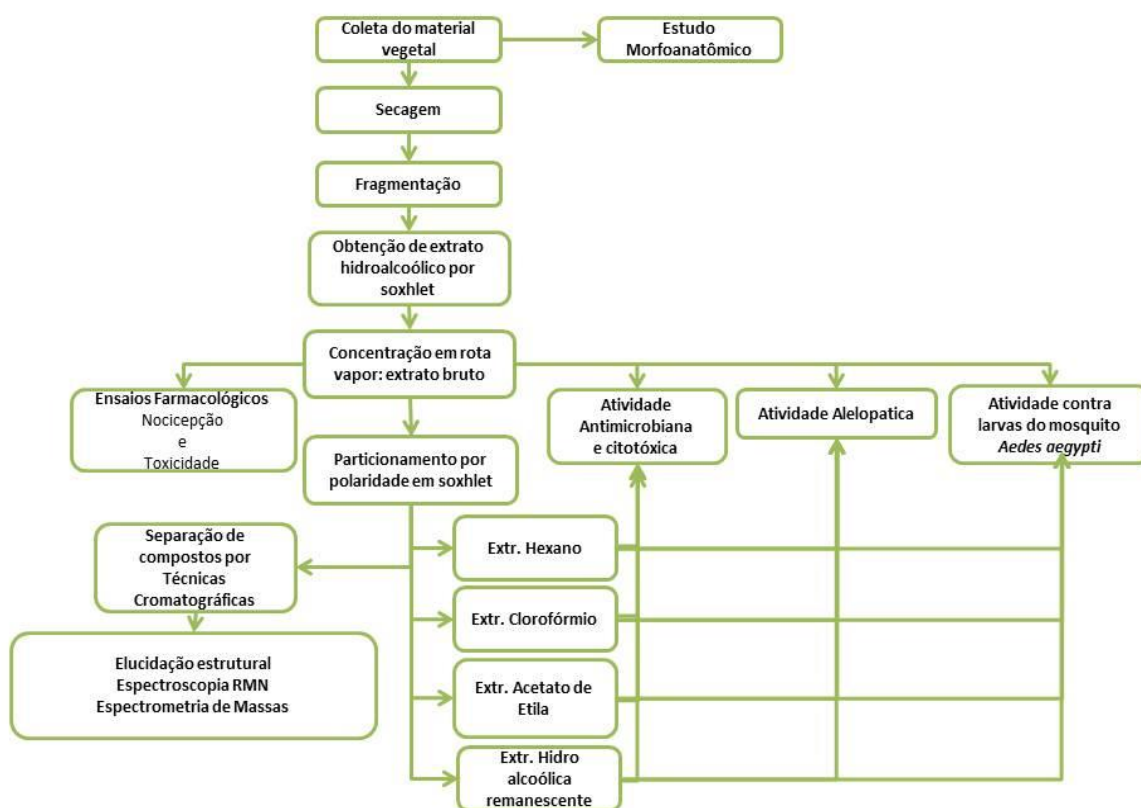 Coleta do material
vegetal
Estudo
Morfoanatômico
Secagem
Fragmentação
Obtenção de extrato
hidroalcoólico por
soxhlet
Concentração em rota
vapor: extrato bruto
Ensaios Farmacológicos
Nocicepção
e
Toxicidade
Atividade
Antimicrobiana
e citotóxica
Atividade Alelopatica
Atividade contra
larvas do mosquito
Aedes aegypti
Particionamento por
polaridade em soxhlet
Separação de
compostos por
Técnicas
Cromatográficas
Extr. Hexano
Extr. Clorofórmio
Elucidação estrutural
Espectroscopia RMN
Espectrometria de Massas
Extr. Acetato de
Etila
Extr. Hidro
alcoólica
remanescente